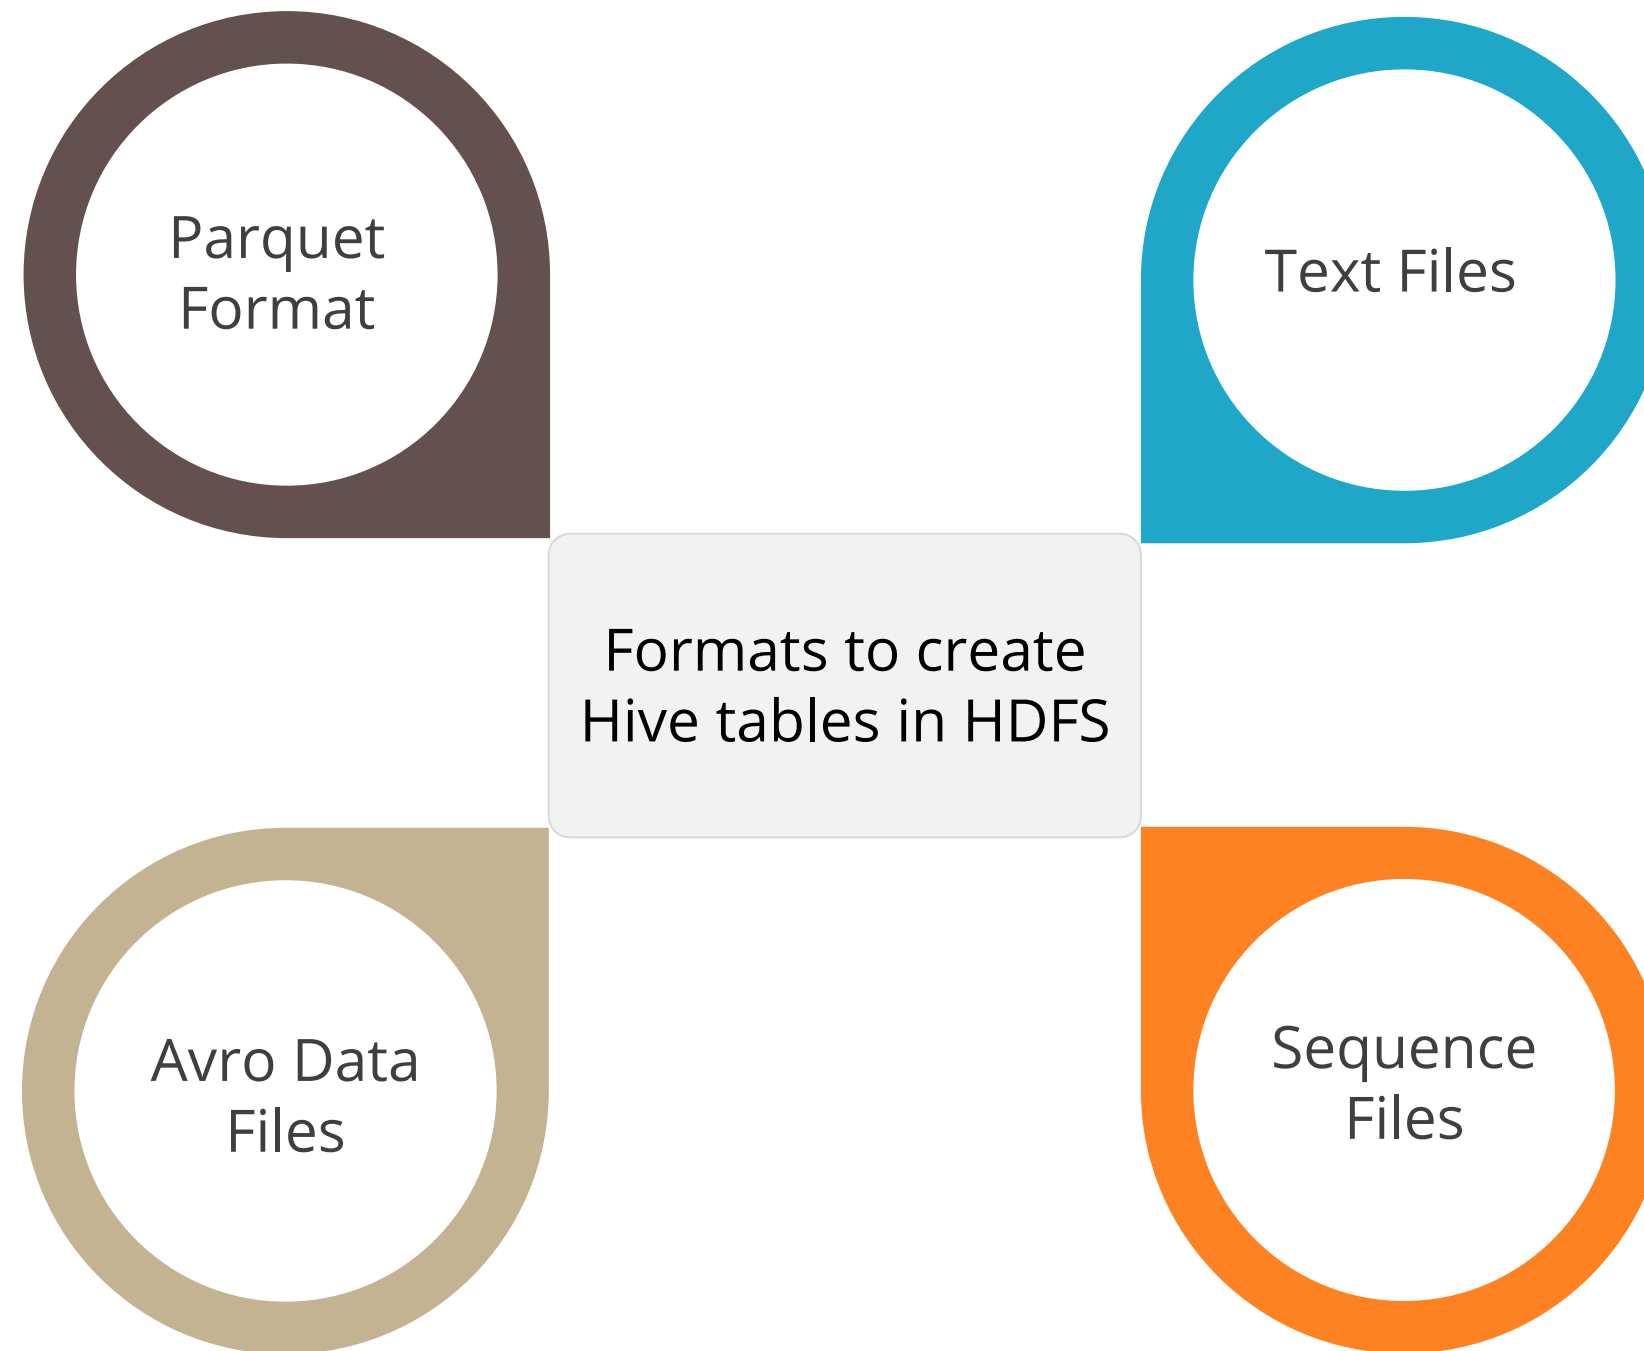 Parquet
Format
Text Files
Formats to create
Hive tables in HDFS
Avro Data
Files
Sequence
Files